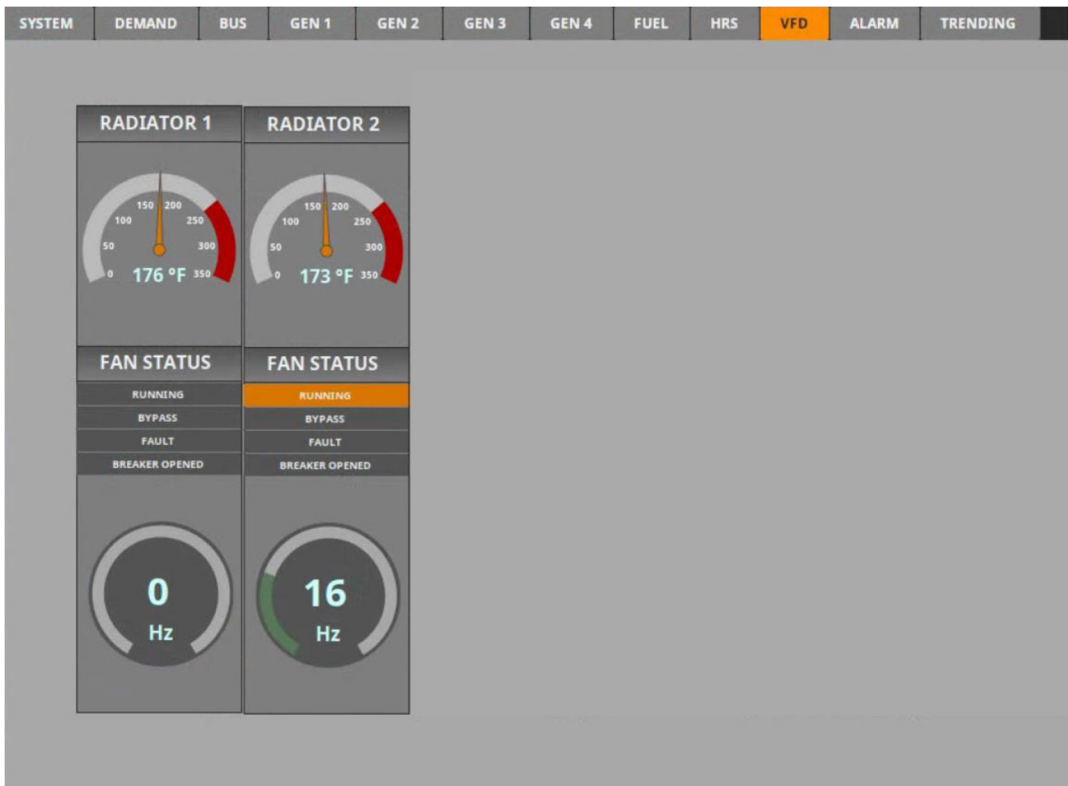 SYSTEM DEMAND BUS GEN 1 GEN 2 GEN 3 GEN 4 FUEL HRS VFD ALARM TRENDING
RADIATOR 1
0 50 100 150 200 250 300 350
176 °F
FAN STATUS
RUNNING
BYPASS
FAULT
BREAKER OPENED
0
Hz
RADIATOR 2
0 50 100 150 200 250 300 350
173 °F
FAN STATUS
RUNNING
BYPASS
FAULT
BREAKER OPENED
16
Hz